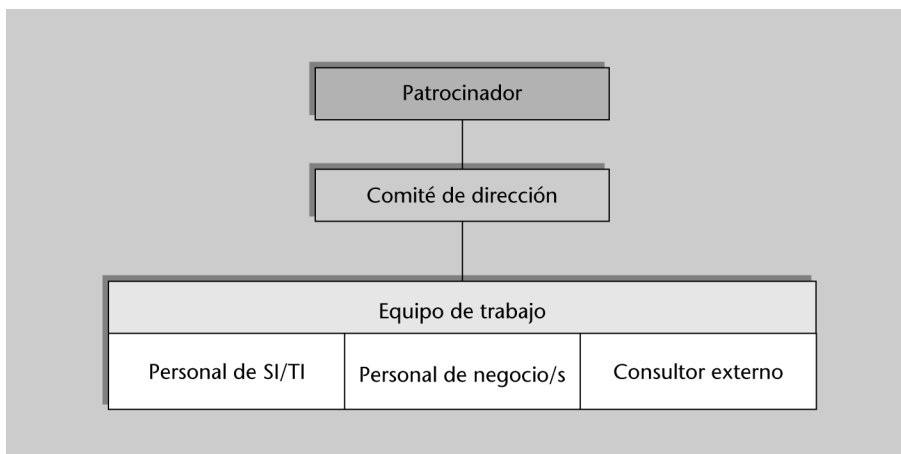 Patrocinador
Comité de dirección
Equipo de trabajo
Personal de SI/TI
Personal de negocio/s
Consultor externo